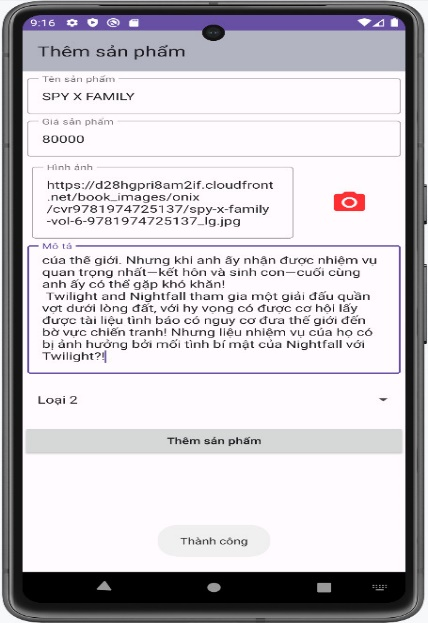 9:16
Thêm sản phẩm
Tên sản phẩm
SPY X FAMILY
Giá sản phẩm
80000
Hình ảnh
https://d28hgpri8am2if.cloudfront
.net/book_images/onix
/cvr9781974725137/spy-x-family
-vol-6-9781974725137_lg.jpg
Mô tả
của thế giới. Nhưng khi anh ấy nhận được nhiệm vụ
quan trọng nhất—kết hôn và sinh con—cuối cùng
anh ấy có thể gặp khó khăn!
Twilight and Nightfall tham gia một giải đấu quần
vợt dưới lòng đất, với hy vọng có được cơ hội lấy
được tài liệu tình báo có nguy cơ đưa thế giới đến
bờ vực chiến tranh! Nhưng liệu nhiệm vụ của họ có
bị ảnh hưởng bởi mối tình bí mật của Nightfall với
Twilight?!
Loại 2
Thêm sản phẩm
Thành công